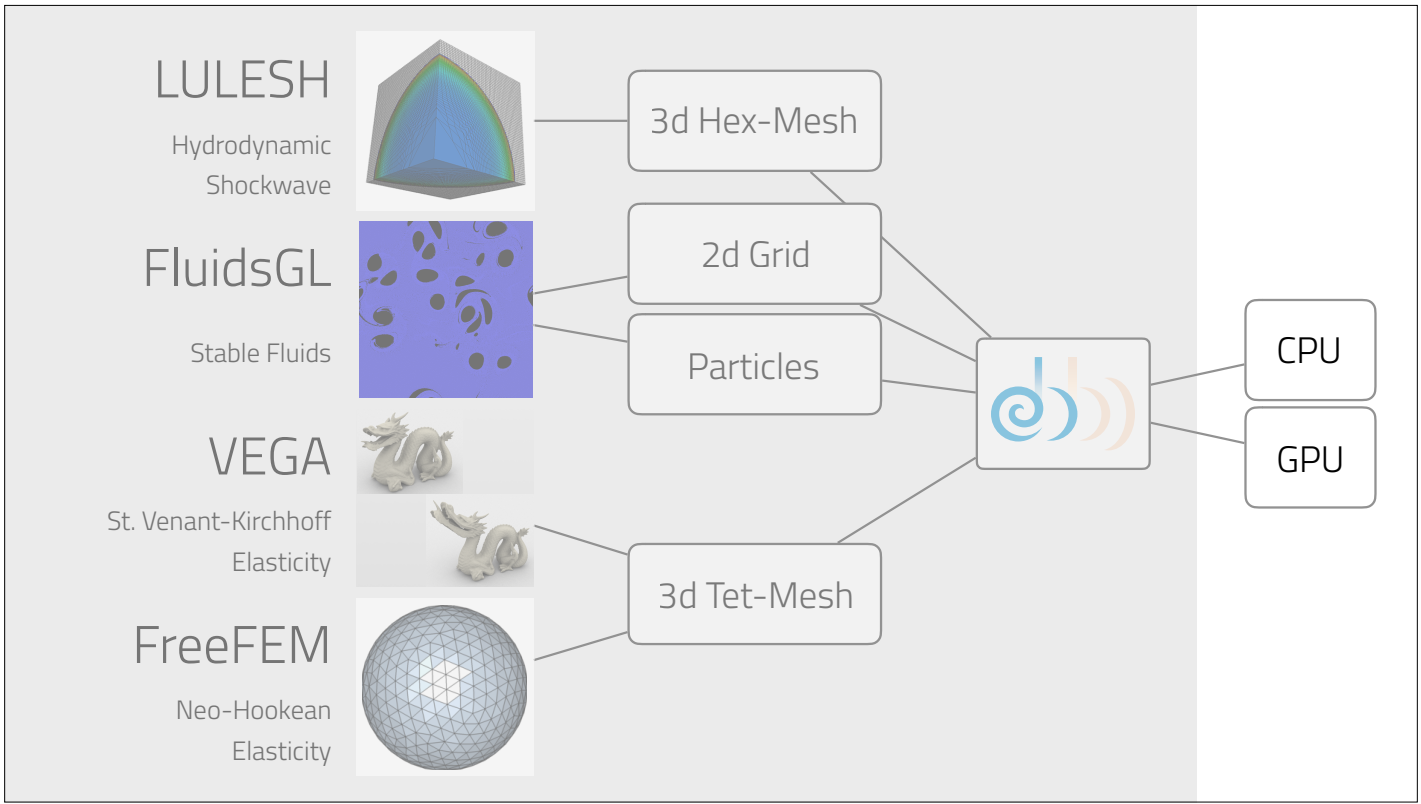 LULESH
Hydrodynamic
Shockwave
3d Hex-Mesh
FluidsGL
Stable Fluids
2d Grid
Particles
VEGA
St. Venant-Kirchhoff
Elasticity
3d Tet-Mesh
FreeFEM
Neo-Hookean
Elasticity
ebb
CPU
GPU